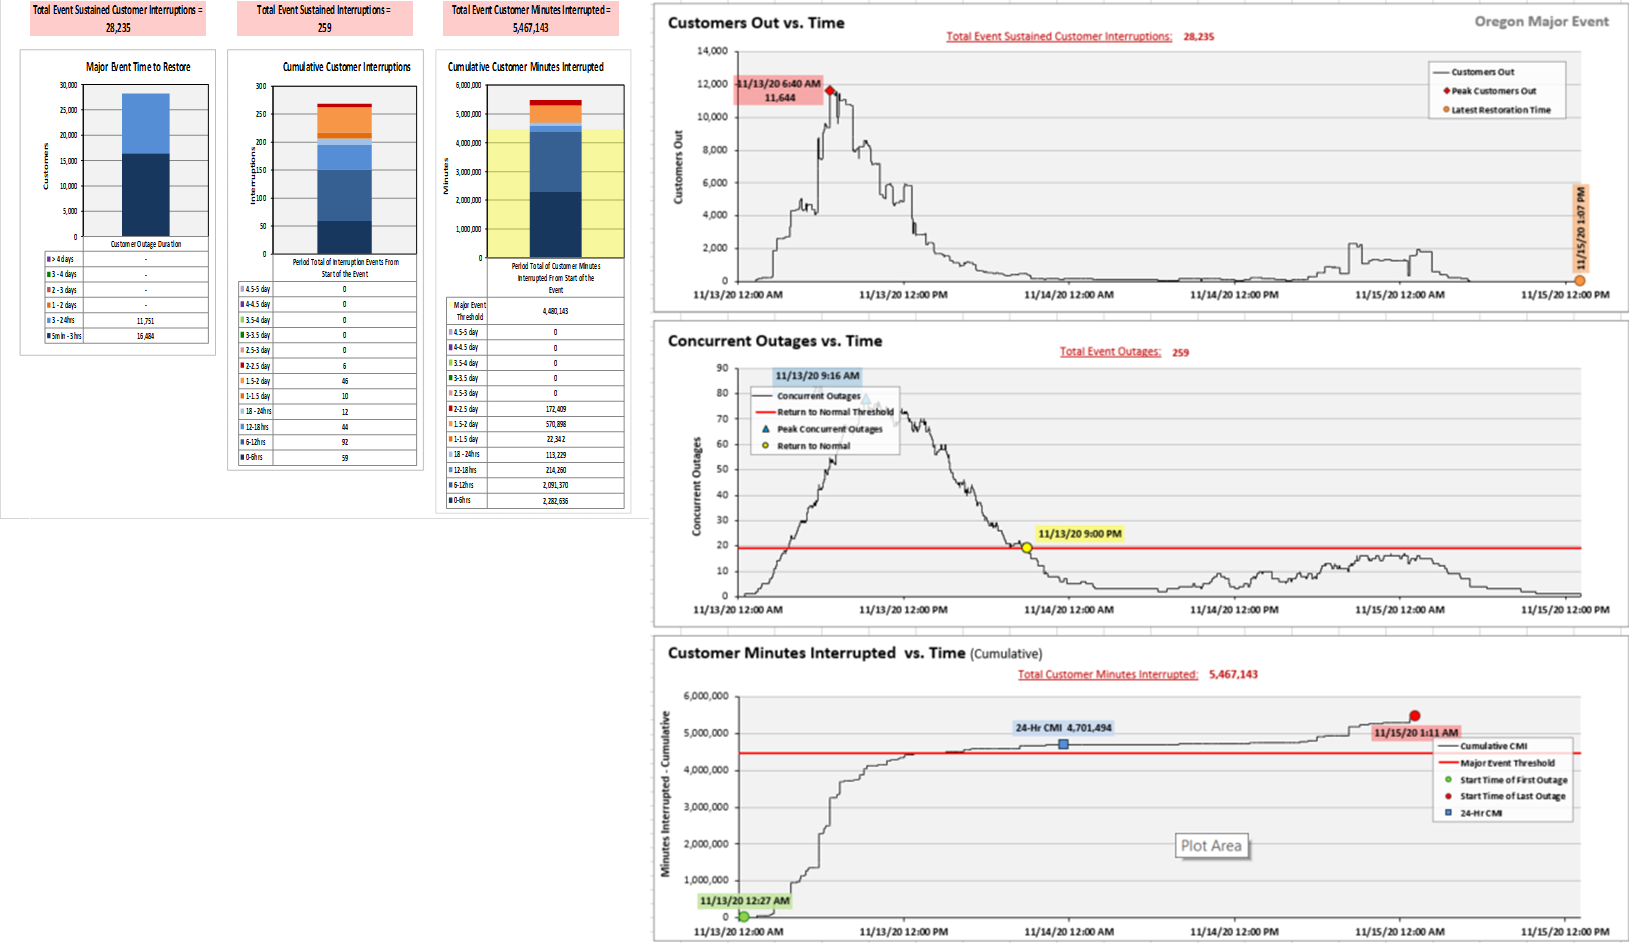 Total Event Sustained Customer Interruptions =
28,235
Total Event Sustained Interruptions =
259
Total Event Customer Minutes Interrupted =
5,467,143
Major Event Time to Restore
30,000
25,000
20,000
15,000
10,000
5,000
0
Customers
Customer Outage Duration
> 4 days -
3 - 4 days -
2 - 3 days -
1 - 2 days -
3 - 24hrs 11,751
5min - 3hrs 16,484
Cumulative Customer Interruptions
300
250
200
150
100
50
0
Interruptions
Period Total of Interruption Events From
Start of the Event
4.5-5 day 0
4-4.5 day 0
3.5-4 day 0
3-3.5 day 0
2.5-3 day 0
2-2.5 day 6
1.5-2 day 46
1-1.5 day 10
18 - 24hrs 12
12-18hrs 44
6-12hrs 92
0-6hrs 59
Cumulative Customer Minutes Interrupted
6,000,000
5,000,000
4,000,000
3,000,000
2,000,000
1,000,000
0
Minutes
Period Total of Customer Minutes
Interrupted From Start of the
Event
Major Event
Threshold
4,480,143
4.5-5 day 0
4-4.5 day 0
3.5-4 day 0
3-3.5 day 0
2.5-3 day 0
2-2.5 day 172,409
1.5-2 day 570,898
1-1.5 day 22,342
18 - 24hrs 113,229
12-18hrs 214,260
6-12hrs 2,091,370
0-6hrs 2,282,636
Customers Out vs. Time
Oregon Major Event
Total Event Sustained Customer Interruptions: 28,235
14,000
12,000
10,000
8,000
6,000
4,000
2,000
0
Customers Out
11/13/20 6:40 AM
11,644
Customers Out
Peak Customers Out
Latest Restoration Time
11/15/20 1:07 PM
11/13/20 12:00 AM 11/13/20 12:00 PM 11/14/20 12:00 AM 11/14/20 12:00 PM 11/15/20 12:00 AM 11/15/20 12:00 PM
Concurrent Outages vs. Time
Total Event Outages: 259
90
80
70
60
50
40
30
20
10
0
Concurrent Outages
11/13/20 9:16 AM
Concurrent Outages
Return to Normal Threshold
Peak Concurrent Outages
Return to Normal
11/13/20 9:00 PM
11/13/20 12:00 AM 11/13/20 12:00 PM 11/14/20 12:00 AM 11/14/20 12:00 PM 11/15/20 12:00 AM 11/15/20 12:00 PM
Customer Minutes Interrupted vs. Time (Cumulative)
Total Customer Minutes Interrupted: 5,467,143
6,000,000
5,000,000
4,000,000
3,000,000
2,000,000
1,000,000
0
Minutes Interrupted - Cumulative
24-Hr CMI 4,701,494
11/15/20 1:11 AM
Cumulative CMI
Major Event Threshold
Start Time of First Outage
Start Time of Last Outage
24-Hr CMI
Plot Area
11/13/20 12:27 AM
11/13/20 12:00 AM 11/13/20 12:00 PM 11/14/20 12:00 AM 11/14/20 12:00 PM 11/15/20 12:00 AM 11/15/20 12:00 PM